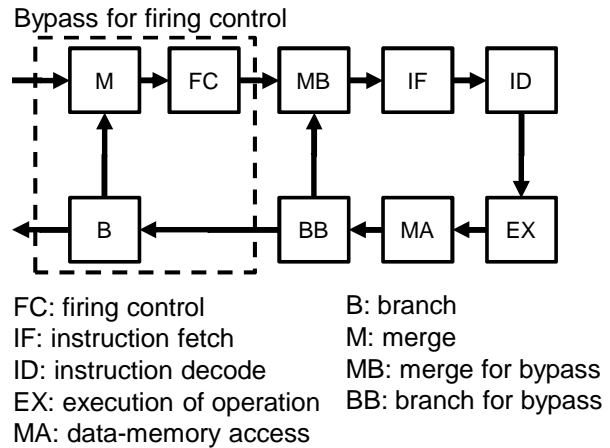 Bypass for firing control
M
FC
MB
IF
ID
B
BB
MA
EX
FC: firing control
IF: instruction fetch
ID: instruction decode
EX: execution of operation
MA: data-memory access
B: branch
M: merge
MB: merge for bypass
BB: branch for bypass